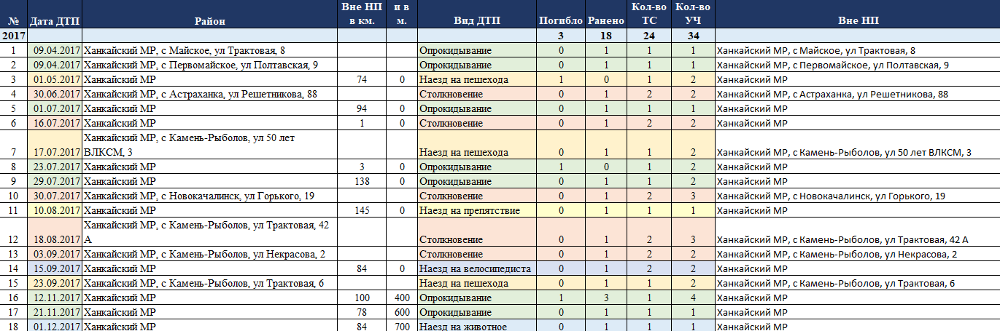 № Дата ДТП Район Вне НП в км. и в м. Вид ДТП Погибло Ранено Кол-во ТС Кол-во УЧ Вне НП
2017 3 18 24 34
1 09.04.2017 Ханкайский МР, с Майское, ул Трактовая, 8 Опрокидывание 0 1 1 1 Ханкайский МР, с Майское, ул Трактовая, 8
2 09.04.2017 Ханкайский МР, с Первомайское, ул Полтавская, 9 Опрокидывание 0 1 1 1 Ханкайский МР, с Первомайское, ул Полтавская, 9
3 01.05.2017 Ханкайский МР 74 0 Наезд на пешехода 1 0 1 2 Ханкайский МР
4 30.06.2017 Ханкайский МР, с Астраханка, ул Решетникова, 88 Столкновение 0 1 2 2 Ханкайский МР, с Астраханка, ул Решетникова, 88
5 01.07.2017 Ханкайский МР 94 0 Опрокидывание 0 1 1 1 Ханкайский МР
6 16.07.2017 Ханкайский МР 1 0 Столкновение 0 1 2 2 Ханкайский МР
Ханкайский МР, с Камень-Рыболов, ул 50 лет
7 17.07.2017 ВЛКСМ, 3 Наезд на пешехода 0 1 1 2 Ханкайский МР, с Камень-Рыболов, ул 50 лет ВЛКСМ, 3
8 23.07.2017 Ханкайский МР 3 0 Опрокидывание 1 0 1 2 Ханкайский МР
9 29.07.2017 Ханкайский МР 138 0 Опрокидывание 0 1 1 2 Ханкайский МР
10 30.07.2017 Ханкайский МР, с Новокачалинск, ул Горького, 19 Столкновение 0 1 2 3 Ханкайский МР, с Новокачалинск, ул Горького, 19
11 10.08.2017 Ханкайский МР 145 0 Наезд на препятствие 0 1 1 1 Ханкайский МР
Ханкайский МР, с Камень-Рыболов, ул Трактовая, 42
12 18.08.2017 А Столкновение 0 1 2 3 Ханкайский МР, с Камень-Рыболов, ул Трактовая, 42 А
13 03.09.2017 Ханкайский МР, с Камень-Рыболов, ул Некрасова, 2 Столкновение 0 1 2 2 Ханкайский МР, с Камень-Рыболов, ул Некрасова, 2
14 15.09.2017 Ханкайский МР 84 0 Наезд на велосипедиста 0 1 2 2 Ханкайский МР
15 23.09.2017 Ханкайский МР, с Камень-Рыболов, ул Трактовая, 6 Наезд на пешехода 0 1 1 2 Ханкайский МР, с Камень-Рыболов, ул Трактовая, 6
16 12.11.2017 Ханкайский МР 100 400 Опрокидывание 1 3 1 4 Ханкайский МР
17 21.11.2017 Ханкайский МР 78 600 Опрокидывание 0 1 1 1 Ханкайский МР
18 01.12.2017 Ханкайский МР 84 700 Наезд на животное 0 1 1 1 Ханкайский МР